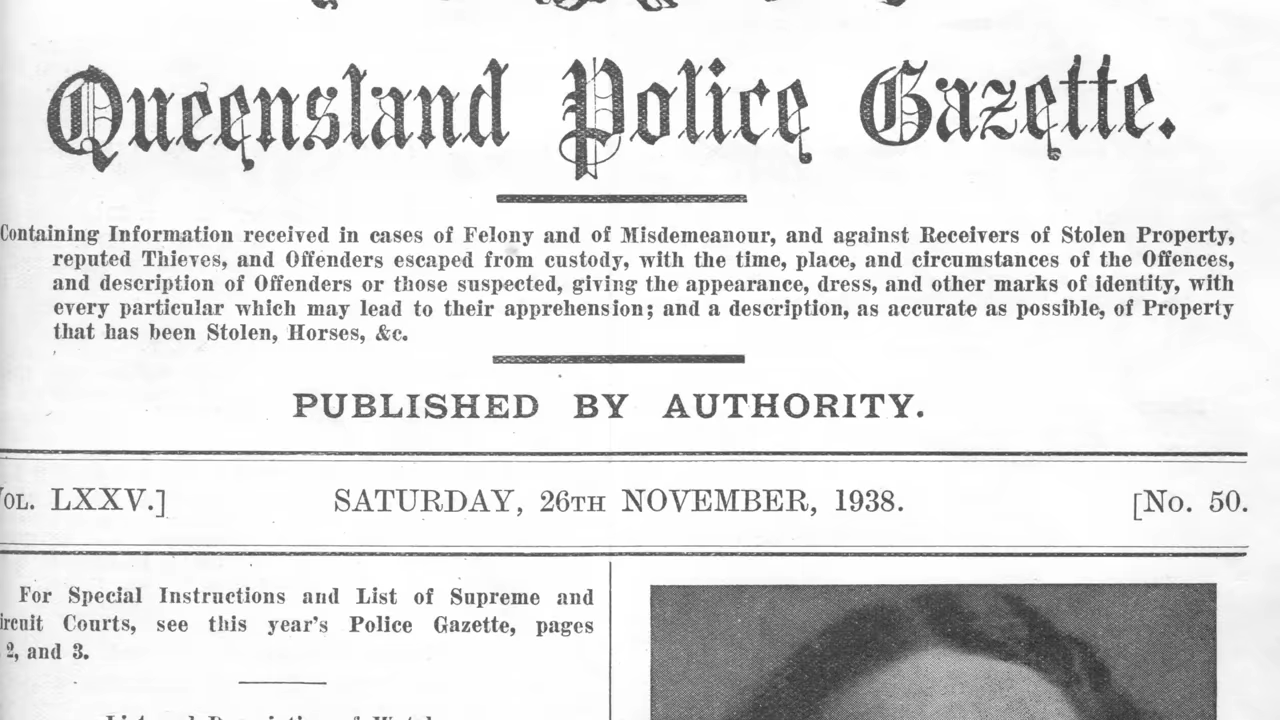 Queensland Police Gazette.
Containing Information received in cases of Felony and of Misdemeanour, and against Receivers of Stolen Property,
reputed Thieves, and Offenders escaped from custody, with the time, place, and circumstances of the Offences,
and description of Offenders or those suspected, giving the appearance, dress, and other marks of identity, with
every particular which may lead to their apprehension; and a description, as accurate as possible, of Property
that has been Stolen, Horses, &c.
PUBLISHED BY AUTHORITY.
VOL. LXXV.] SATURDAY, 26TH NOVEMBER, 1938. [No. 50.
For Special Instructions and List of Supreme and
ircuit Courts, see this year's Police Gazette, pages
2, and 3.